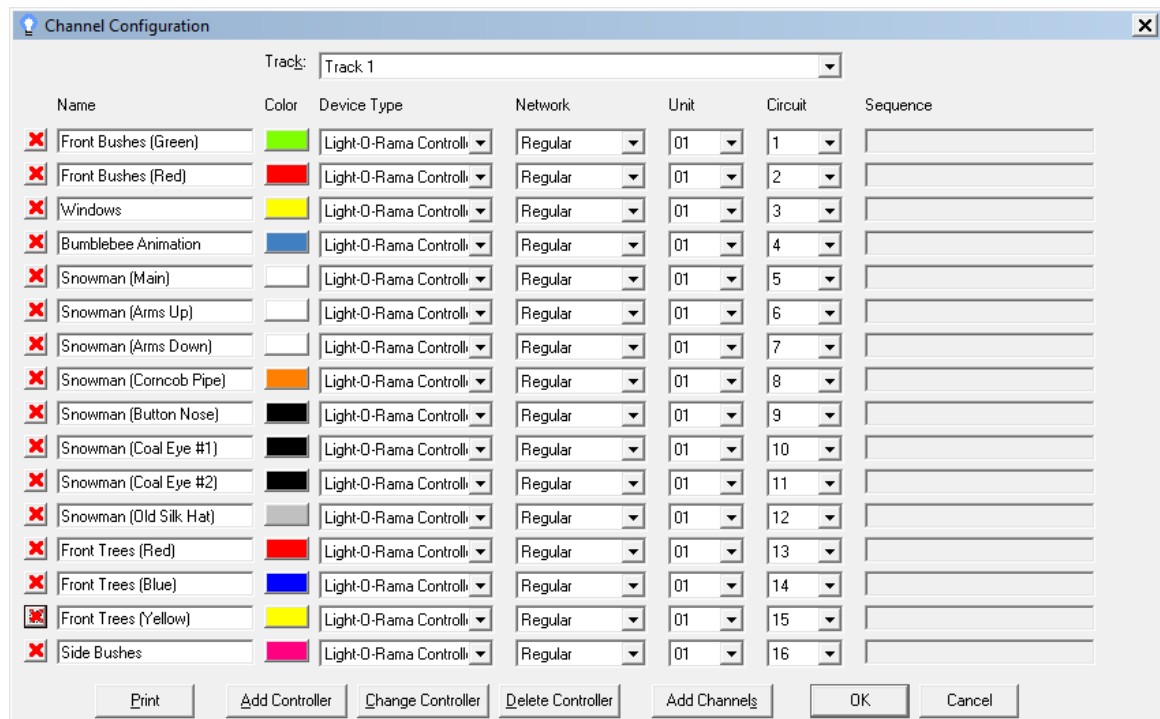 Channel Configuration
Track: Track 1
Name Color Device Type Network Unit Circuit Sequence
Front Bushes (Green) Light-O-Rama Controll Regular 01 1
Front Bushes (Red) Light-O-Rama Controll Regular 01 2
Windows Light-O-Rama Controll Regular 01 3
Bumblebee Animation Light-O-Rama Controll Regular 01 4
Snowman (Main) Light-O-Rama Controll Regular 01 5
Snowman (Arms Up) Light-O-Rama Controll Regular 01 6
Snowman (Arms Down) Light-O-Rama Controll Regular 01 7
Snowman (Corncob Pipe) Light-O-Rama Controll Regular 01 8
Snowman (Button Nose) Light-O-Rama Controll Regular 01 9
Snowman (Coal Eye #1) Light-O-Rama Controll Regular 01 10
Snowman (Coal Eye #2) Light-O-Rama Controll Regular 01 11
Snowman (Old Silk Hat) Light-O-Rama Controll Regular 01 12
Front Trees (Red) Light-O-Rama Controll Regular 01 13
Front Trees (Blue) Light-O-Rama Controll Regular 01 14
Front Trees (Yellow) Light-O-Rama Controll Regular 01 15
Side Bushes Light-O-Rama Controll Regular 01 16
Print Add Controller Change Controller Delete Controller Add Channels OK Cancel